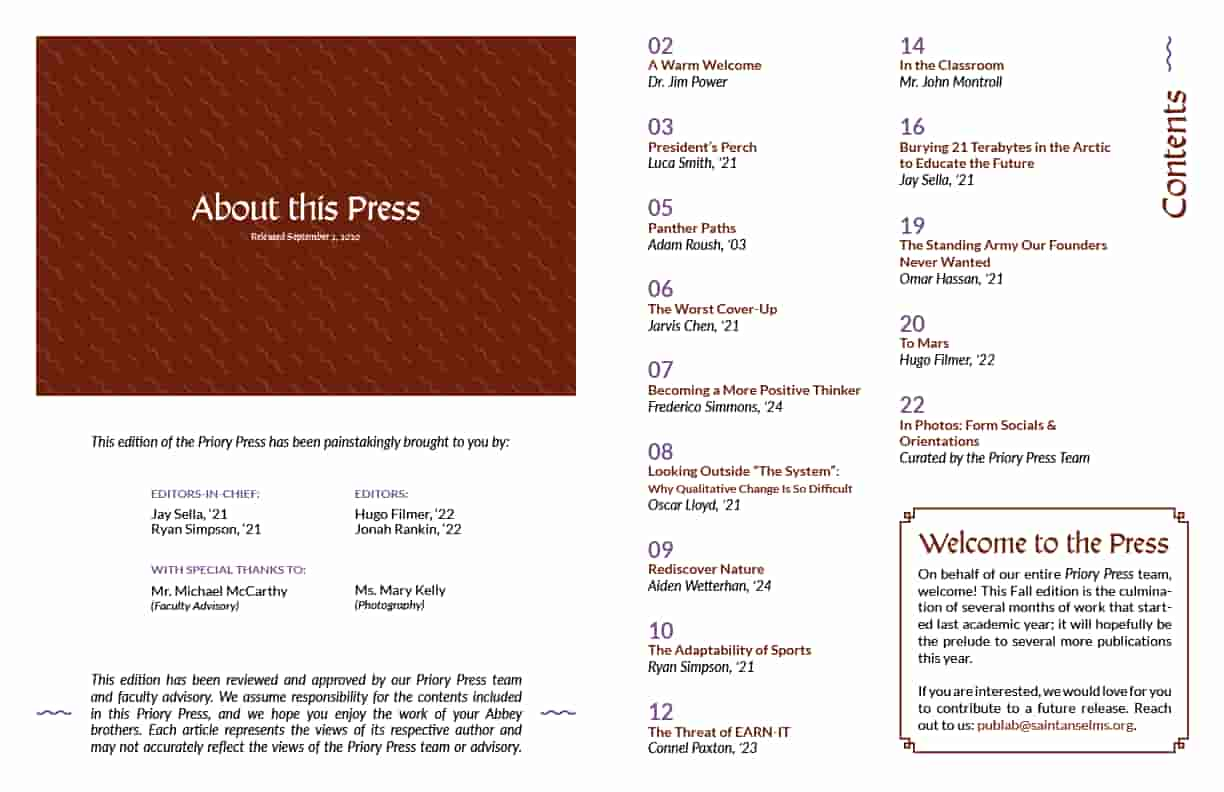 About this Press
Released September 2, 2020
This edition of the Priory Press has been painstakingly brought to you by:
EDITORS-IN-CHIEF:
Jay Sella, '21
Ryan Simpson, '21
EDITORS:
Hugo Filmer, '22
Jonah Rankin, '22
WITH SPECIAL THANKS TO:
Mr. Michael McCarthy
(Faculty Advisory)
Ms. Mary Kelly
(Photography)
This edition has been reviewed and approved by our Priory Press team
and faculty advisory. We assume responsibility for the contents included
in this Priory Press, and we hope you enjoy the work of your Abbey
brothers. Each article represents the views of its respective author and
may not accurately reflect the views of the Priory Press team or advisory.
Contents
02
A Warm Welcome
Dr. Jim Power
03
President's Perch
Luca Smith, '21
05
Panther Paths
Adam Roush, '03
06
The Worst Cover-Up
Jarvis Chen, '21
07
Becoming a More Positive Thinker
Frederico Simmons, '24
08
Looking Outside "The System":
Why Qualitative Change Is So Difficult
Oscar Lloyd, '21
09
Rediscover Nature
Aiden Wetterhan, '24
10
The Adaptability of Sports
Ryan Simpson, '21
12
The Threat of EARN-IT
Connel Paxton, '23
14
In the Classroom
Mr. John Montroll
16
Burying 21 Terabytes in the Arctic
to Educate the Future
Jay Sella, '21
19
The Standing Army Our Founders
Never Wanted
Omar Hassan, '21
20
To Mars
Hugo Filmer, '22
22
In Photos: Form Socials &
Orientations
Curated by the Priory Press Team
Welcome to the Press
On behalf of our entire Priory Press team,
welcome! This Fall edition is the culmina-
tion of several months of work that start-
ed last academic year; it will hopefully be
the prelude to several more publications
this year.
If you are interested, we would love for you
to contribute to a future release. Reach
out to us: publab@saintanselms.org.